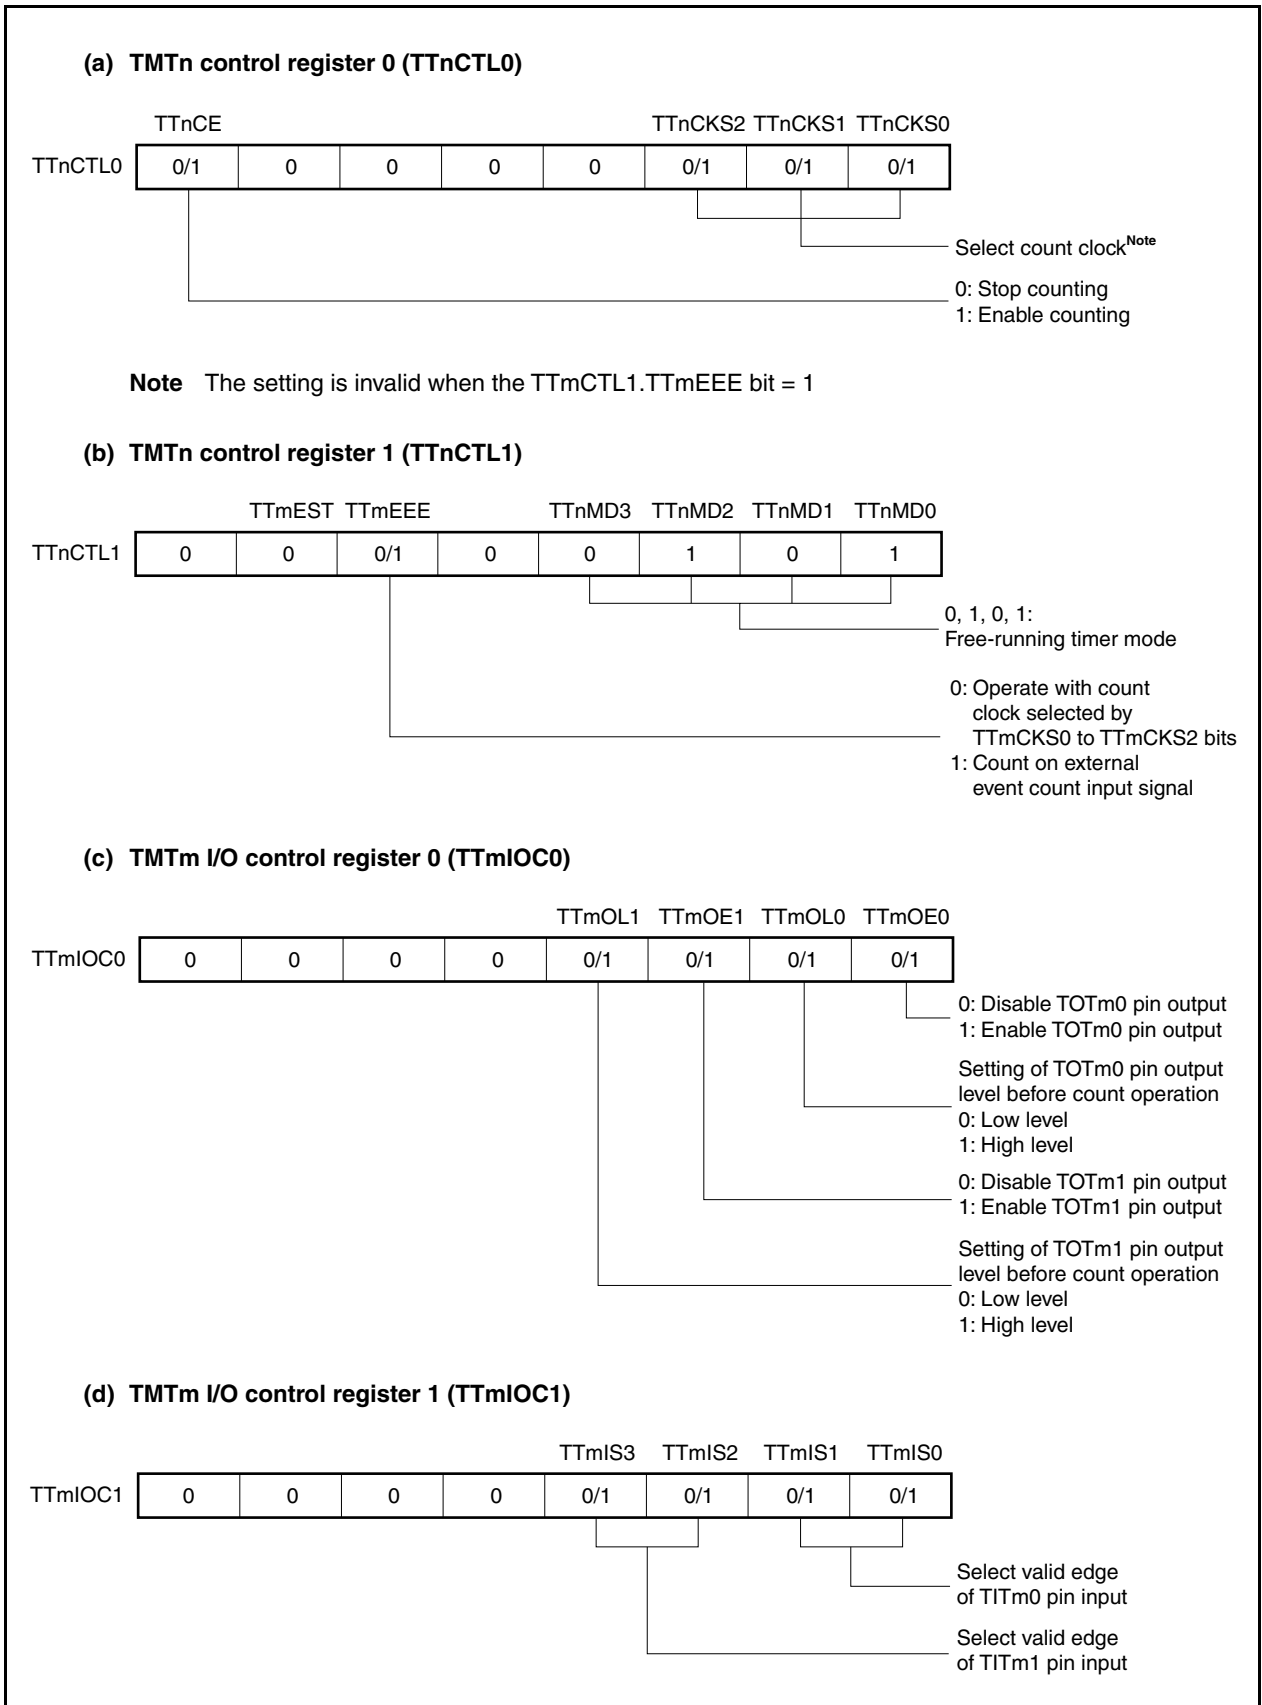 (a) TMTn control register 0 (TTnCTL0)
TTnCE TTnCKS2 TTnCKS1 TTnCKS0
TTnCTL0 0/1 0 0 0 0 0/1 0/1 0/1
Select count clockNote
0: Stop counting
1: Enable counting
Note The setting is invalid when the TTmCTL1.TTmEEE bit = 1
(b) TMTn control register 1 (TTnCTL1)
TTmEST TTmEEE TTnMD3 TTnMD2 TTnMD1 TTnMD0
TTnCTL1 0 0 0/1 0 0 1 0 1
0, 1, 0, 1:
Free-running timer mode
0: Operate with count
clock selected by
TTmCKS0 to TTmCKS2 bits
1: Count on external
event count input signal
(c) TMTm I/O control register 0 (TTmIOC0)
TTmOL1 TTmOE1 TTmOL0 TTmOE0
TTmIOC0 0 0 0 0 0/1 0/1 0/1 0/1
0: Disable TOTm0 pin output
1: Enable TOTm0 pin output
Setting of TOTm0 pin output
level before count operation
0: Low level
1: High level
0: Disable TOTm1 pin output
1: Enable TOTm1 pin output
Setting of TOTm1 pin output
level before count operation
0: Low level
1: High level
(d) TMTm I/O control register 1 (TTmIOC1)
TTmIS3 TTmIS2 TTmIS1 TTmIS0
TTmIOC1 0 0 0 0 0/1 0/1 0/1 0/1
Select valid edge
of TITm0 pin input
Select valid edge
of TITm1 pin input